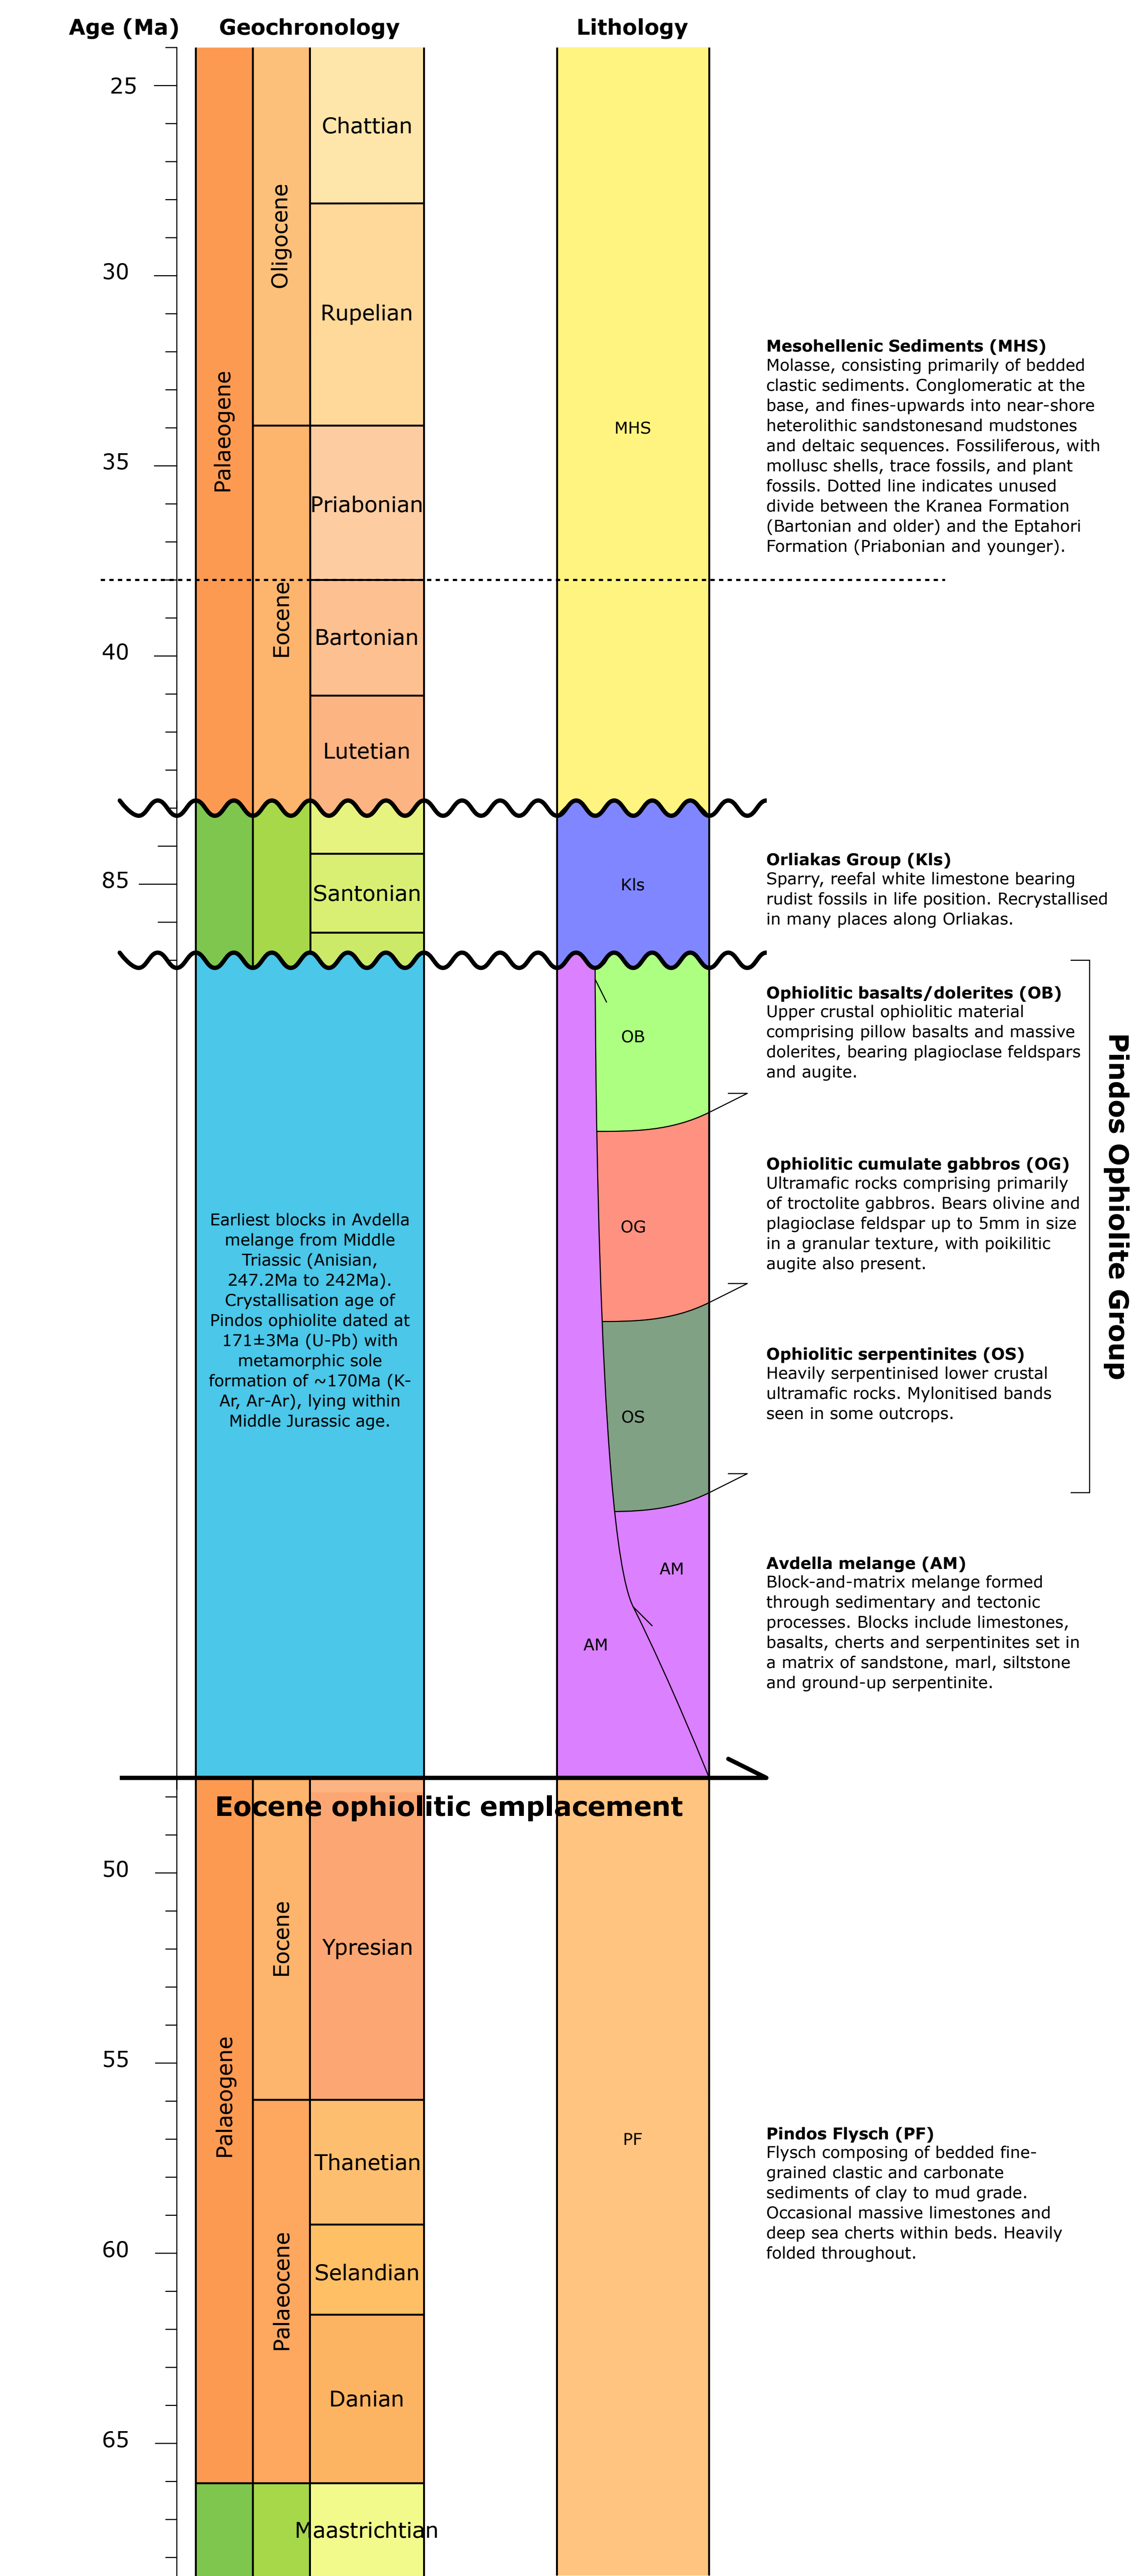 Age (Ma) Geochronology Lithology
25
Chattian
Oligocene
30
Rupelian
Palaeogene
35
Priabonian
Eocene
Bartonian
40
Lutetian
MHS
Mesohellenic Sediments (MHS)
Molasse, consisting primarily of bedded
clastic sediments. Conglomeratic at the
base, and fines-upwards into near-shore
heterolithic sandstonesand mudstones
and deltaic sequences. Fossiliferous, with
mollusc shells, trace fossils, and plant
fossils. Dotted line indicates unused
divide between the Kranea Formation
(Bartonian and older) and the Eptahori
Formation (Priabonian and younger).
85
Santonian
Kls
Orliakas Group (Kls)
Sparry, reefal white limestone bearing
rudist fossils in life position. Recrystallised
in many places along Orliakas.
Earliest blocks in Avdella
melange from Middle
Triassic (Anisian,
247.2Ma to 242Ma).
Crystallisation age of
Pindos ophiolite dated at
171±3Ma (U-Pb) with
metamorphic sole
formation of ~170Ma (K-
Ar, Ar-Ar), lying within
Middle Jurassic age.
OB
Ophiolitic basalts/dolerites (OB)
Upper crustal ophiolitic material
comprising pillow basalts and massive
dolerites, bearing plagioclase feldspars
and augite.
OG
Ophiolitic cumulate gabbros (OG)
Ultramafic rocks comprising primarily
of troctolite gabbros. Bears olivine and
plagioclase feldspar up to 5mm in size
in a granular texture, with poikilitic
augite also present.
OS
Ophiolitic serpentinites (OS)
Heavily serpentinised lower crustal
ultramafic rocks. Mylonitised bands
seen in some outcrops.
Pindos Ophiolite Group
AM
AM
Avdella melange (AM)
Block-and-matrix melange formed
through sedimentary and tectonic
processes. Blocks include limestones,
basalts, cherts and serpentinites set in
a matrix of sandstone, marl, siltstone
and ground-up serpentinite.
Eocene ophiolitic emplacement
50
Eocene
Ypresian
55
Palaeogene
Thanetian
60
Selandian
Palaeocene
Danian
65
Maastrichtian
PF
Pindos Flysch (PF)
Flysch composing of bedded fine-
grained clastic and carbonate
sediments of clay to mud grade.
Occasional massive limestones and
deep sea cherts within beds. Heavily
folded throughout.